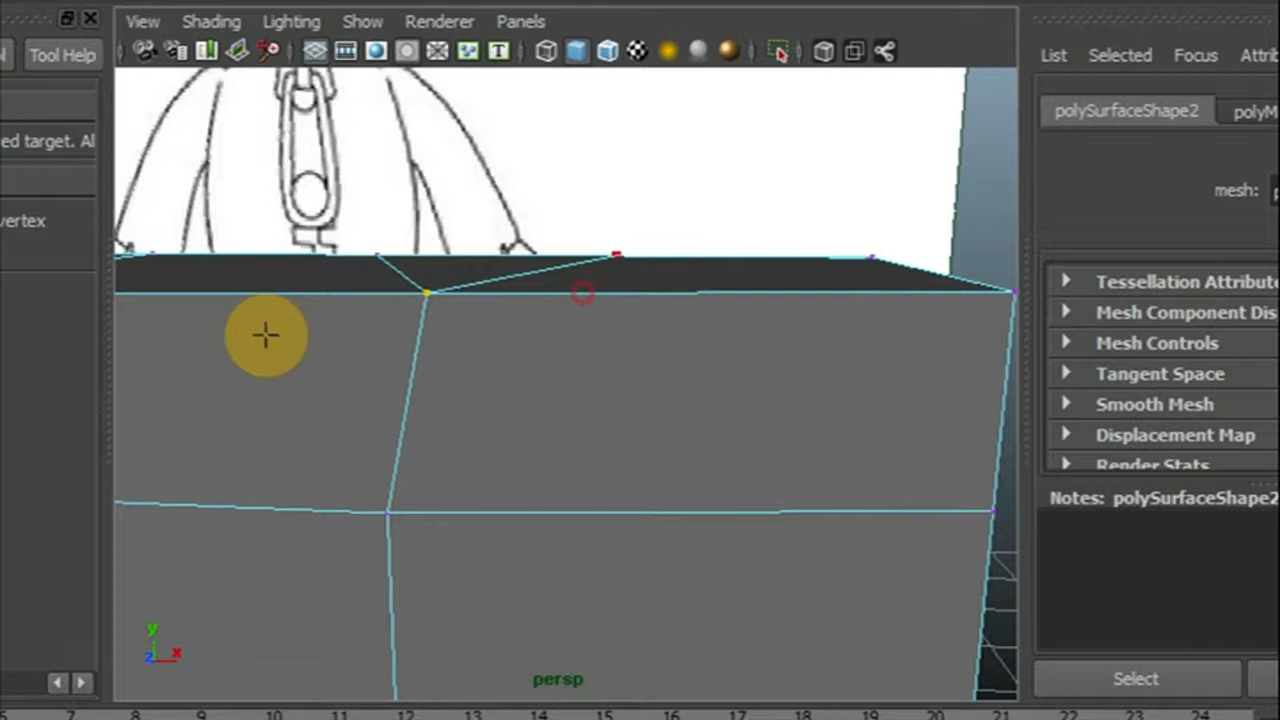 View Shading Lighting Show Renderer Panels
Tool Help
List Selected Focus Attrib
T
polySurfaceShape2 polyM
ed target. Al
mesh: p
vertex
Tessellation Attribute
Mesh Component Dis
Mesh Controls
Tangent Space
Smooth Mesh
Displacement Map
Render Stats
Notes: polySurfaceShape2
y
z x
persp
Select
7 8 9 10 11 12 13 14 15 16 17 18 19 20 21 22 23 24